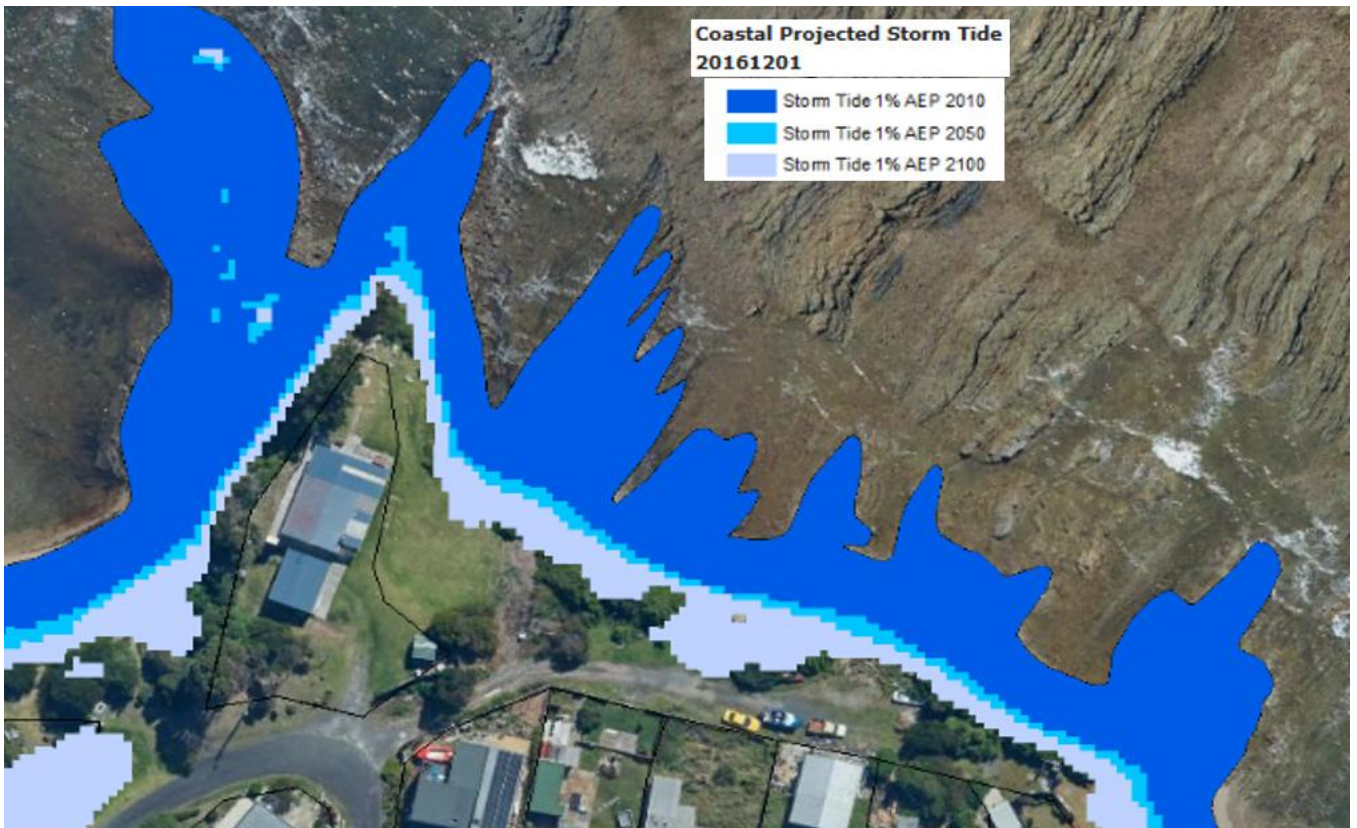 Coastal Projected Storm Tide
20161201
Storm Tide 1% AEP 2010
Storm Tide 1% AEP 2050
Storm Tide 1% AEP 2100